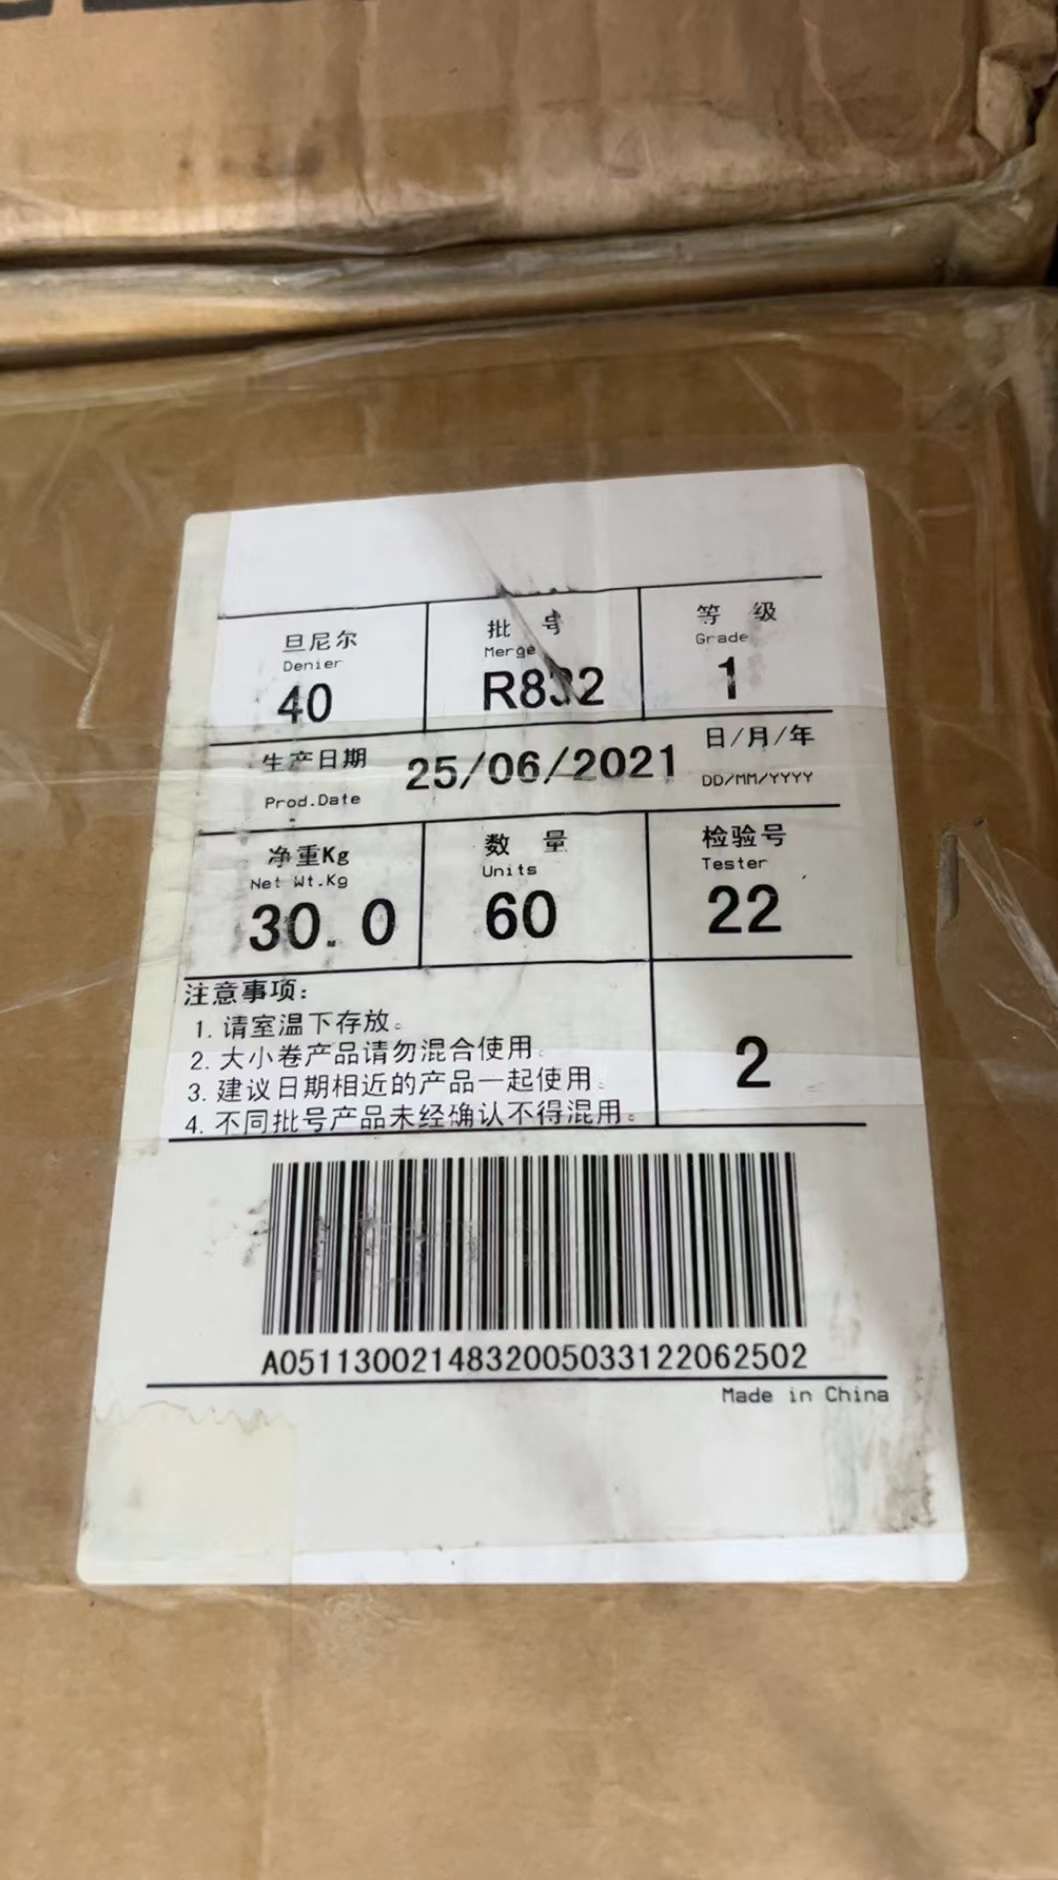 旦尼尔 批 号 等 级
Denier Merge Grade
40 R832 1
生产日期 25/06/2021 日/月/年
Prod.Date DD/MM/YYYY
净重Kg 数 量 检验号
Net Wt.Kg Units Tester
30.0 60 22
注意事项:
1. 请室温下存放。
2. 大小卷产品请勿混合使用。
3. 建议日期相近的产品一起使用。
4. 不同批号产品未经确认不得混用。
2
A0511300214832005033122062502
Made in China